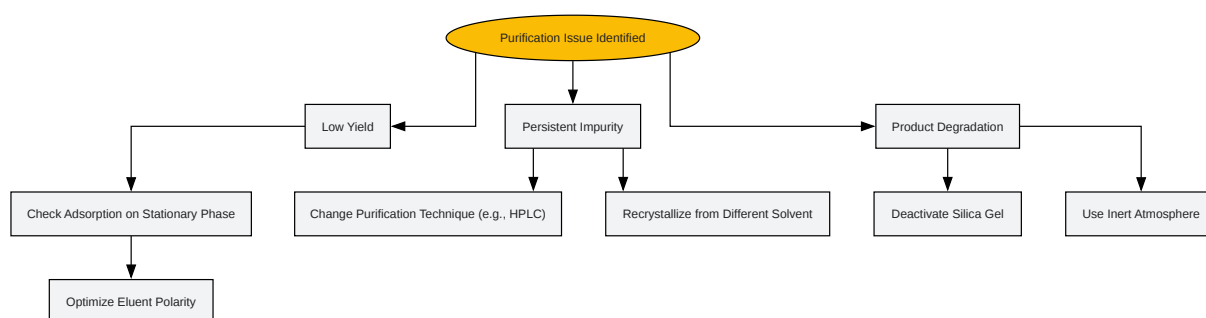 Purification Issue Identified
Low Yield
Persistent Impurity
Product Degradation
Check Adsorption on Stationary Phase
Change Purification Technique (e.g., HPLC)
Recrystallize from Different Solvent
Deactivate Silica Gel
Use Inert Atmosphere
Optimize Eluent Polarity